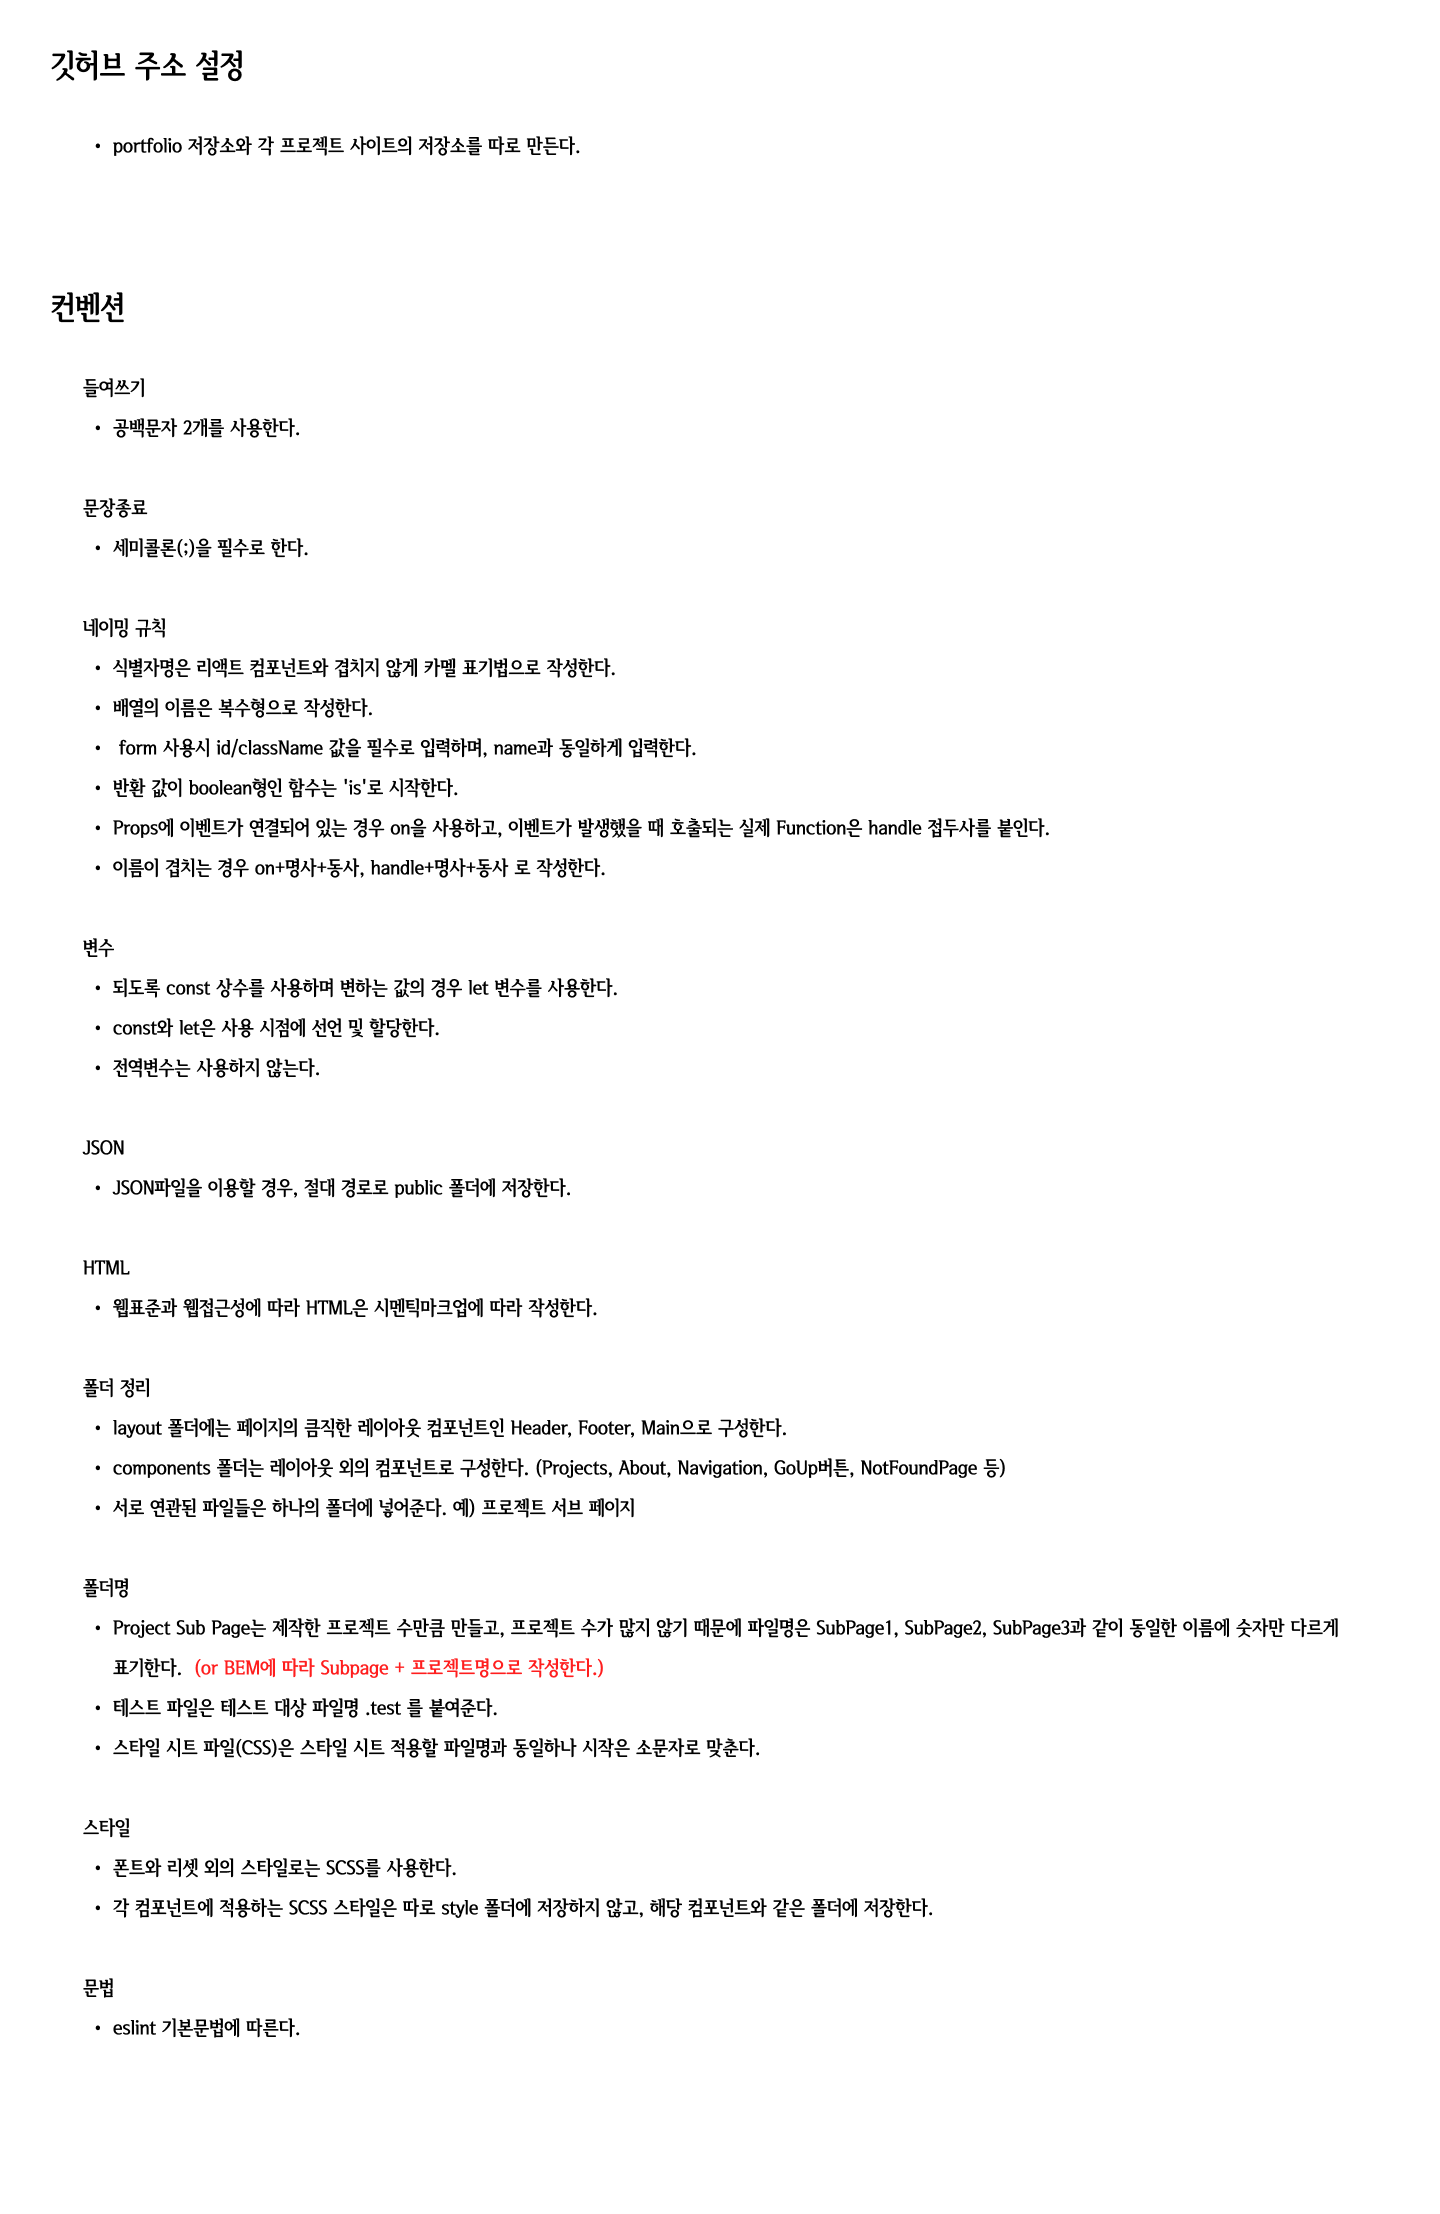 깃허브 주소 설정
• portfolio 저장소와 각 프로젝트 사이트의 저장소를 따로 만든다.
컨벤션
들여쓰기
• 공백문자 2개를 사용한다.
문장종료
• 세미콜론(;)을 필수로 한다.
네이밍 규칙
• 식별자명은 리액트 컴포넌트와 겹치지 않게 카멜 표기법으로 작성한다.
• 배열의 이름은 복수형으로 작성한다.
• form 사용시 id/className 값을 필수로 입력하며, name과 동일하게 입력한다.
• 반환 값이 boolean형인 함수는 'is'로 시작한다.
• Props에 이벤트가 연결되어 있는 경우 on을 사용하고, 이벤트가 발생했을 때 호출되는 실제 Function은 handle 접두사를 붙인다.
• 이름이 겹치는 경우 on+명사+동사, handle+명사+동사 로 작성한다.
변수
• 되도록 const 상수를 사용하며 변하는 값의 경우 let 변수를 사용한다.
• const와 let은 사용 시점에 선언 및 할당한다.
• 전역변수는 사용하지 않는다.
JSON
• JSON파일을 이용할 경우, 절대 경로로 public 폴더에 저장한다.
HTML
• 웹표준과 웹접근성에 따라 HTML은 시멘틱마크업에 따라 작성한다.
폴더 정리
• layout 폴더에는 페이지의 큼직한 레이아웃 컴포넌트인 Header, Footer, Main으로 구성한다.
• components 폴더는 레이아웃 외의 컴포넌트로 구성한다. (Projects, About, Navigation, GoUp버튼, NotFoundPage 등)
• 서로 연관된 파일들은 하나의 폴더에 넣어준다. 예) 프로젝트 서브 페이지
폴더명
• Project Sub Page는 제작한 프로젝트 수만큼 만들고, 프로젝트 수가 많지 않기 때문에 파일명은 SubPage1, SubPage2, SubPage3과 같이 동일한 이름에 숫자만 다르게
표기한다. (or BEM에 따라 Subpage + 프로젝트명으로 작성한다.)
• 테스트 파일은 테스트 대상 파일명 .test 를 붙여준다.
• 스타일 시트 파일(CSS)은 스타일 시트 적용할 파일명과 동일하나 시작은 소문자로 맞춘다.
스타일
• 폰트와 리셋 외의 스타일로는 SCSS를 사용한다.
• 각 컴포넌트에 적용하는 SCSS 스타일은 따로 style 폴더에 저장하지 않고, 해당 컴포넌트와 같은 폴더에 저장한다.
문법
• eslint 기본문법에 따른다.